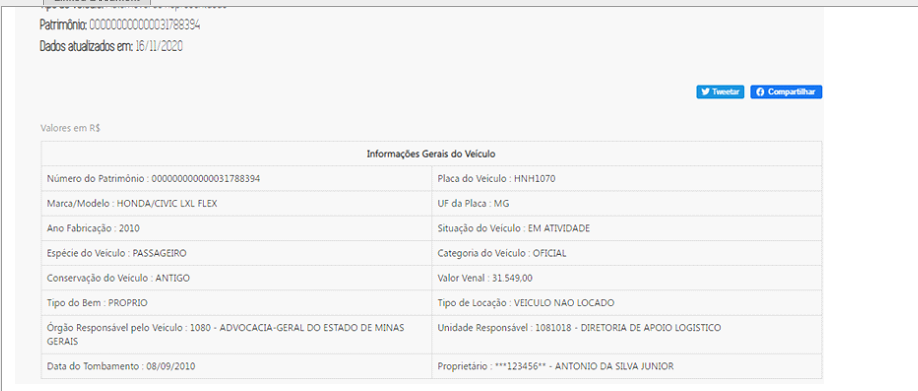 Patrimônio: 000000000000031788394
Dados atualizados em: 16/11/2020
Tweetar Compartilhar
Valores em R$
Informações Gerais do Veículo
Número do Patrimônio : 000000000000031788394 Placa do Veículo : HNH1070
Marca/Modelo : HONDA/CIVIC LXL FLEX UF da Placa : MG
Ano Fabricação : 2010 Situação do Veículo : EM ATIVIDADE
Espécie do Veículo : PASSAGEIRO Categoria do Veículo : OFICIAL
Conservação do Veículo : ANTIGO Valor Venal : 31.549,00
Tipo do Bem : PROPRIO Tipo de Locação : VEICULO NAO LOCADO
Órgão Responsável pelo Veículo : 1080 - ADVOCACIA-GERAL DO ESTADO DE MINAS
GERAIS
Unidade Responsável : 1081018 - DIRETORIA DE APOIO LOGISTICO
Data do Tombamento : 08/09/2010 Proprietário : ***123456** - ANTONIO DA SILVA JUNIOR